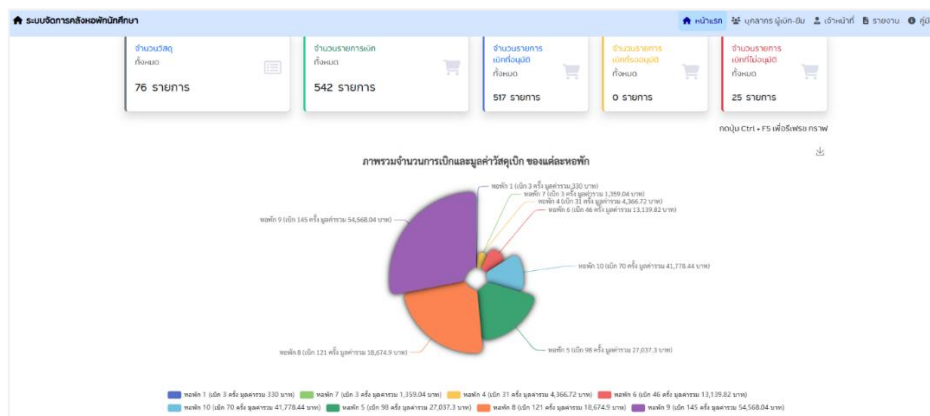 ระบบจัดการคลังหอพักนักศึกษา
หน้าแรก บุคลากร ผู้เบิก-ยืม เจ้าหน้าที่ รายงาน
จำนวนวัสดุ
ทั้งหมด
76 รายการ
จำนวนรายการเบิก
ทั้งหมด
542 รายการ
จำนวนรายการ
เบิกที่อนุมัติ
ทั้งหมด
517 รายการ
จำนวนรายการ
เบิกที่รออนุมัติ
ทั้งหมด
0 รายการ
จำนวนรายการ
เบิกที่ไม่อนุมัติ
ทั้งหมด
25 รายการ
กดปุ่ม Ctrl + F5 เพื่อรีเฟรช กราฟ
ภาพรวมจำนวนการเบิกและมูลค่าวัสดุเบิก ของแต่ละหอพัก
หอพัก 1 (เบิก 3 ครั้ง มูลค่ารวม 330 บาท)
หอพัก 7 (เบิก 3 ครั้ง มูลค่ารวม 1,359.04 บาท)
หอพัก 4 (เบิก 31 ครั้ง มูลค่ารวม 4,366.72 บาท)
หอพัก 6 (เบิก 46 ครั้ง มูลค่ารวม 13,139.82 บาท)
หอพัก 9 (เบิก 145 ครั้ง มูลค่ารวม 54,568.04 บาท)
หอพัก 10 (เบิก 70 ครั้ง มูลค่ารวม 41,778.44 บาท)
หอพัก 8 (เบิก 121 ครั้ง มูลค่ารวม 18,674.9 บาท)
หอพัก 5 (เบิก 98 ครั้ง มูลค่ารวม 27,037.3 บาท)
หอพัก 1 (เบิก 3 ครั้ง มูลค่ารวม 330 บาท) หอพัก 7 (เบิก 3 ครั้ง มูลค่ารวม 1,359.04 บาท) หอพัก 4 (เบิก 31 ครั้ง มูลค่ารวม 4,366.72 บาท) หอพัก 6 (เบิก 46 ครั้ง มูลค่ารวม 13,139.82 บาท)
หอพัก 10 (เบิก 70 ครั้ง มูลค่ารวม 41,778.44 บาท) หอพัก 5 (เบิก 98 ครั้ง มูลค่ารวม 27,037.3 บาท) หอพัก 8 (เบิก 121 ครั้ง มูลค่ารวม 18,674.9 บาท) หอพัก 9 (เบิก 145 ครั้ง มูลค่ารวม 54,568.04 บาท)